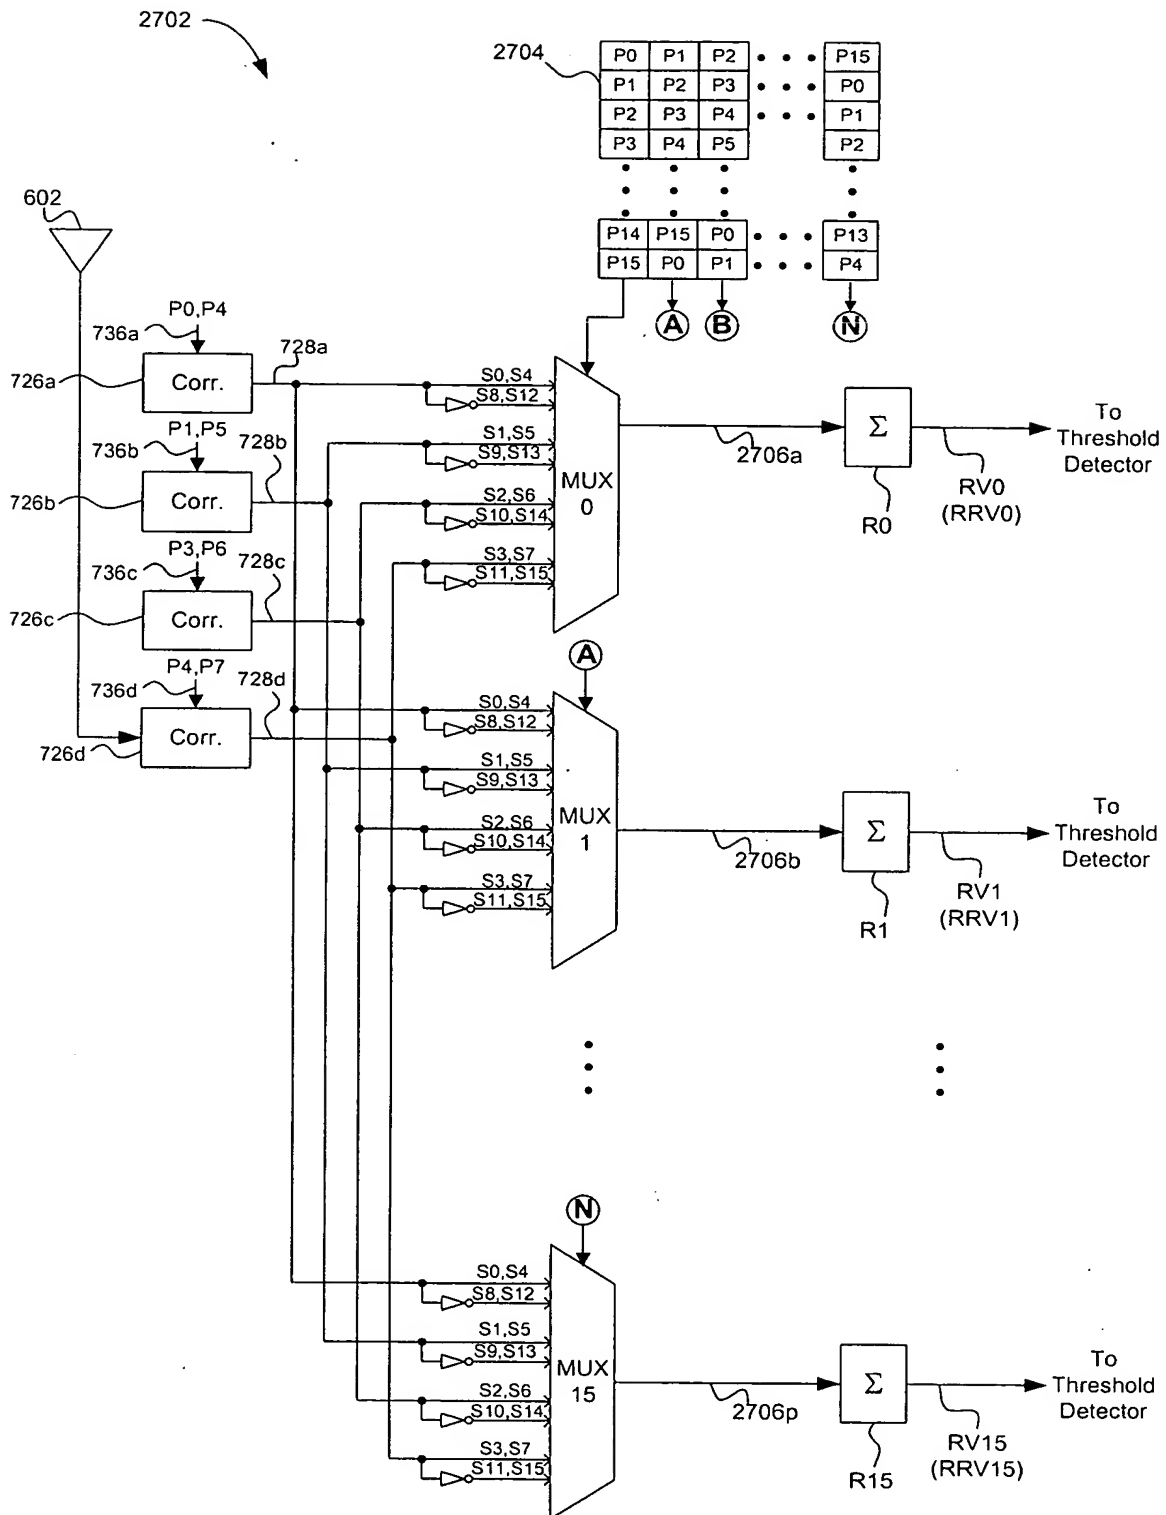 2702
2704
P0 P1 P2 P15
P1 P2 P3 P0
P2 P3 P4 P1
P3 P4 P5 P2
P14 P15 P0 P13
P15 P0 P1 P4
A B N
602
P0,P4
736a
728a
726a
Corr.
P1,P5
736b
728b
726b
Corr.
P3,P6
736c
728c
726c
Corr.
P4,P7
736d
728d
726d
Corr.
S0,S4
S8,S12
S1,S5
S9,S13
S2,S6
S10,S14
S3,S7
S11,S15
MUX
0
2706a
Σ
R0
RV0
(RRV0)
To
Threshold
Detector
A
S0,S4
S8,S12
S1,S5
S9,S13
S2,S6
S10,S14
S3,S7
S11,S15
MUX
1
2706b
Σ
R1
RV1
(RRV1)
To
Threshold
Detector
N
S0,S4
S8,S12
S1,S5
S9,S13
S2,S6
S10,S14
S3,S7
S11,S15
MUX
15
2706p
Σ
R15
RV15
(RRV15)
To
Threshold
Detector